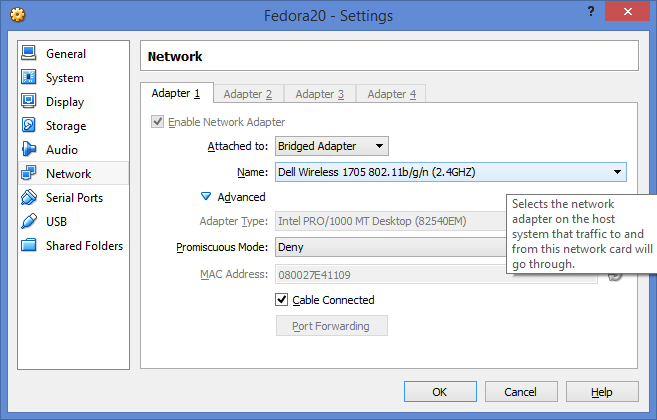 Fedora20 - Settings
?
General
System
Display
Storage
Audio
Network
Serial Ports
USB
Shared Folders
Network
Adapter 1
Adapter 2
Adapter 3
Adapter 4
Enable Network Adapter
Attached to: Bridged Adapter
Name: Dell Wireless 1705 802.11b/g/n (2.4GHZ)
Advanced
Adapter Type: Intel PRO/1000 MT Desktop (82540EM)
Promiscuous Mode: Deny
MAC Address: 080027E41109
Cable Connected
Port Forwarding
Selects the network
adapter on the host
system that traffic to and
from this network card will
go through.
OK
Cancel
Help